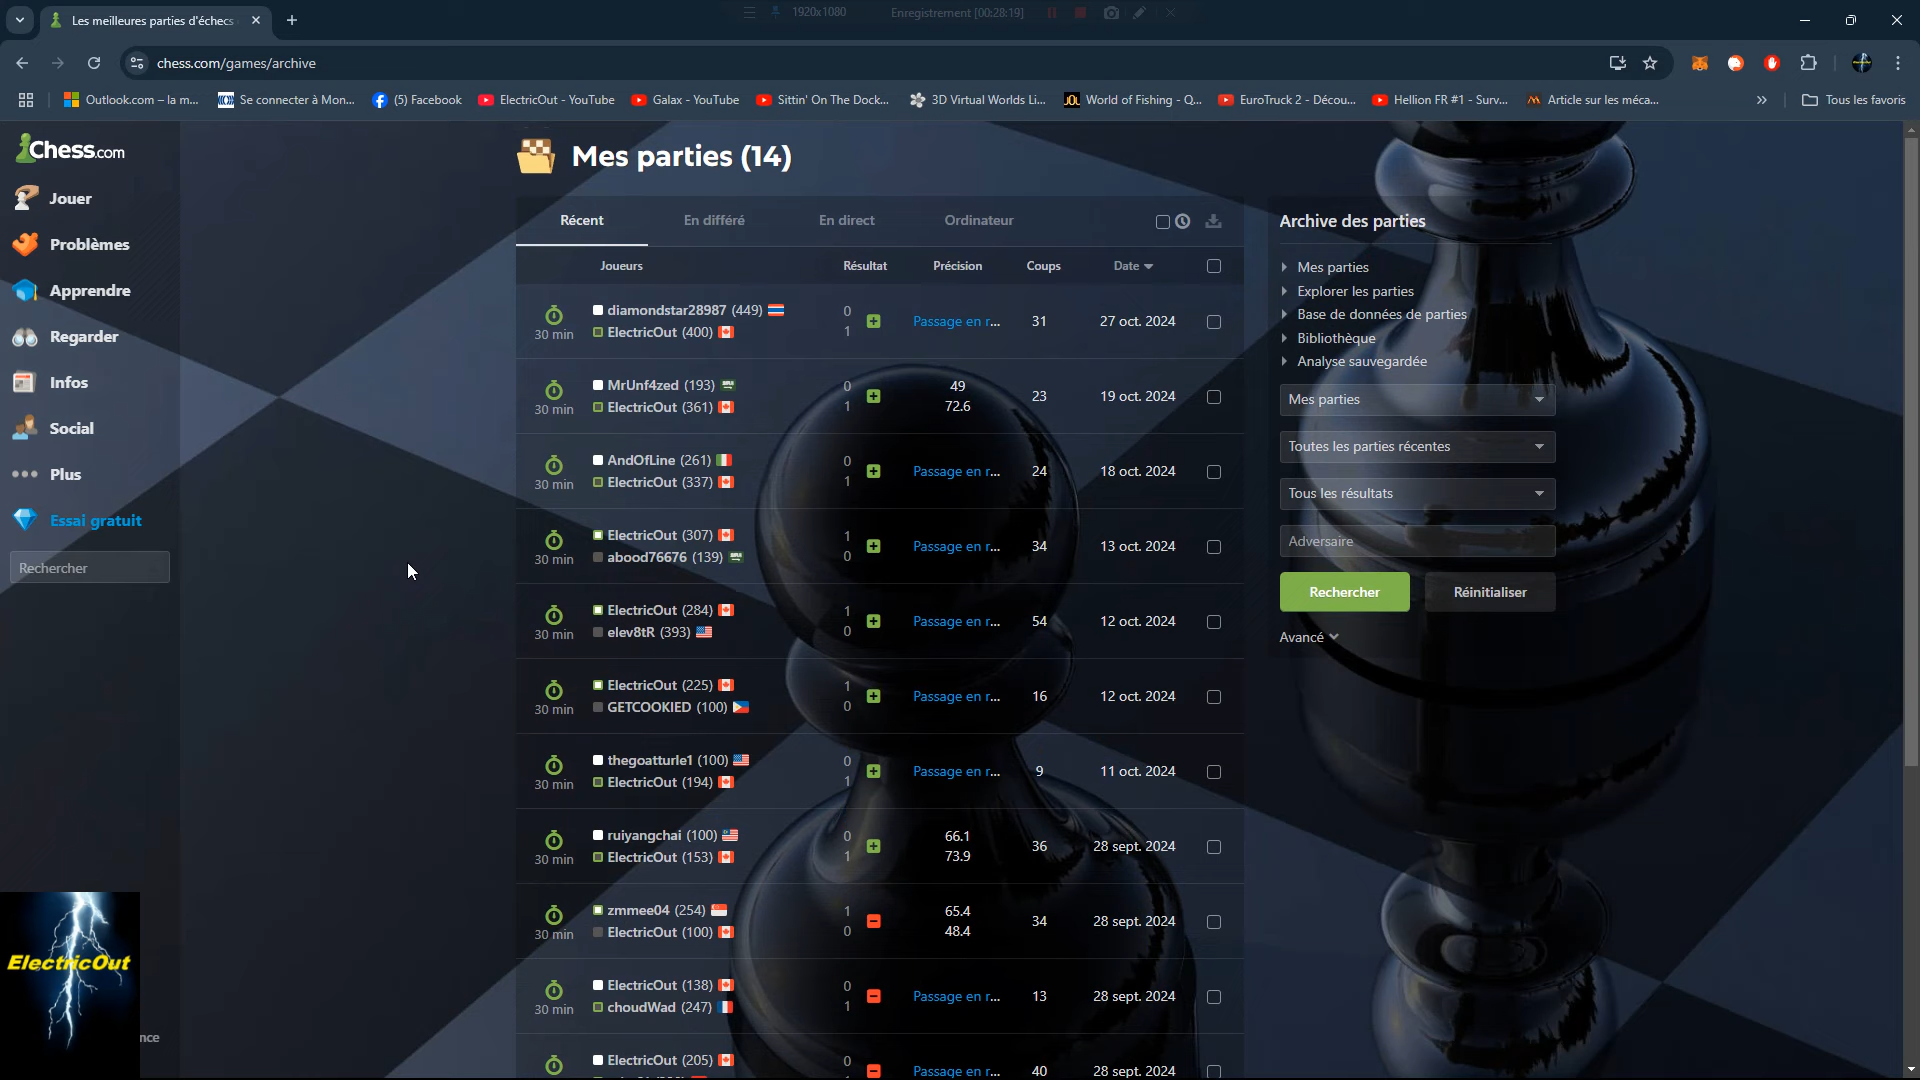 Les meilleures parties d'échecs
1920x1080
Enregistrement [00:28:19]
chess.com/games/archive
Outlook.com – la m...
Se connecter à Mon...
(5) Facebook
ElectricOut - YouTube
Galax - YouTube
Sittin' On The Dock...
3D Virtual Worlds Li...
World of Fishing - Q...
EuroTruck 2 - Décou...
Hellion FR #1 - Surv...
Article sur les méca...
Tous les favoris
Chess.com
Jouer
Problèmes
Apprendre
Regarder
Infos
Social
Plus
Essai gratuit
Rechercher
ElectricOut
nce
Mes parties (14)
Récent
En différé
En direct
Ordinateur
Joueurs
Résultat
Précision
Coups
Date
30 min
diamondstar28987 (449)
ElectricOut (400)
0
1
Passage en r...
31
27 oct. 2024
30 min
MrUnf4zed (193)
ElectricOut (361)
0
1
49
72.6
23
19 oct. 2024
30 min
AndOfLine (261)
ElectricOut (337)
0
1
Passage en r...
24
18 oct. 2024
30 min
ElectricOut (307)
abood76676 (139)
1
0
Passage en r...
34
13 oct. 2024
30 min
ElectricOut (284)
elev8tR (393)
1
0
Passage en r...
54
12 oct. 2024
30 min
ElectricOut (225)
GETCOOKIED (100)
1
0
Passage en r...
16
12 oct. 2024
30 min
thegoatturle1 (100)
ElectricOut (194)
0
1
Passage en r...
9
11 oct. 2024
30 min
ruiyangchai (100)
ElectricOut (153)
0
1
66.1
73.9
36
28 sept. 2024
30 min
zmmee04 (254)
ElectricOut (100)
1
0
65.4
48.4
34
28 sept. 2024
30 min
ElectricOut (138)
choudWad (247)
0
1
Passage en r...
13
28 sept. 2024
ElectricOut (205)
0
Passage en r...
40
28 sept. 2024
Archive des parties
Mes parties
Explorer les parties
Base de données de parties
Bibliothèque
Analyse sauvegardée
Mes parties
Toutes les parties récentes
Tous les résultats
Adversaire
Rechercher
Réinitialiser
Avancé